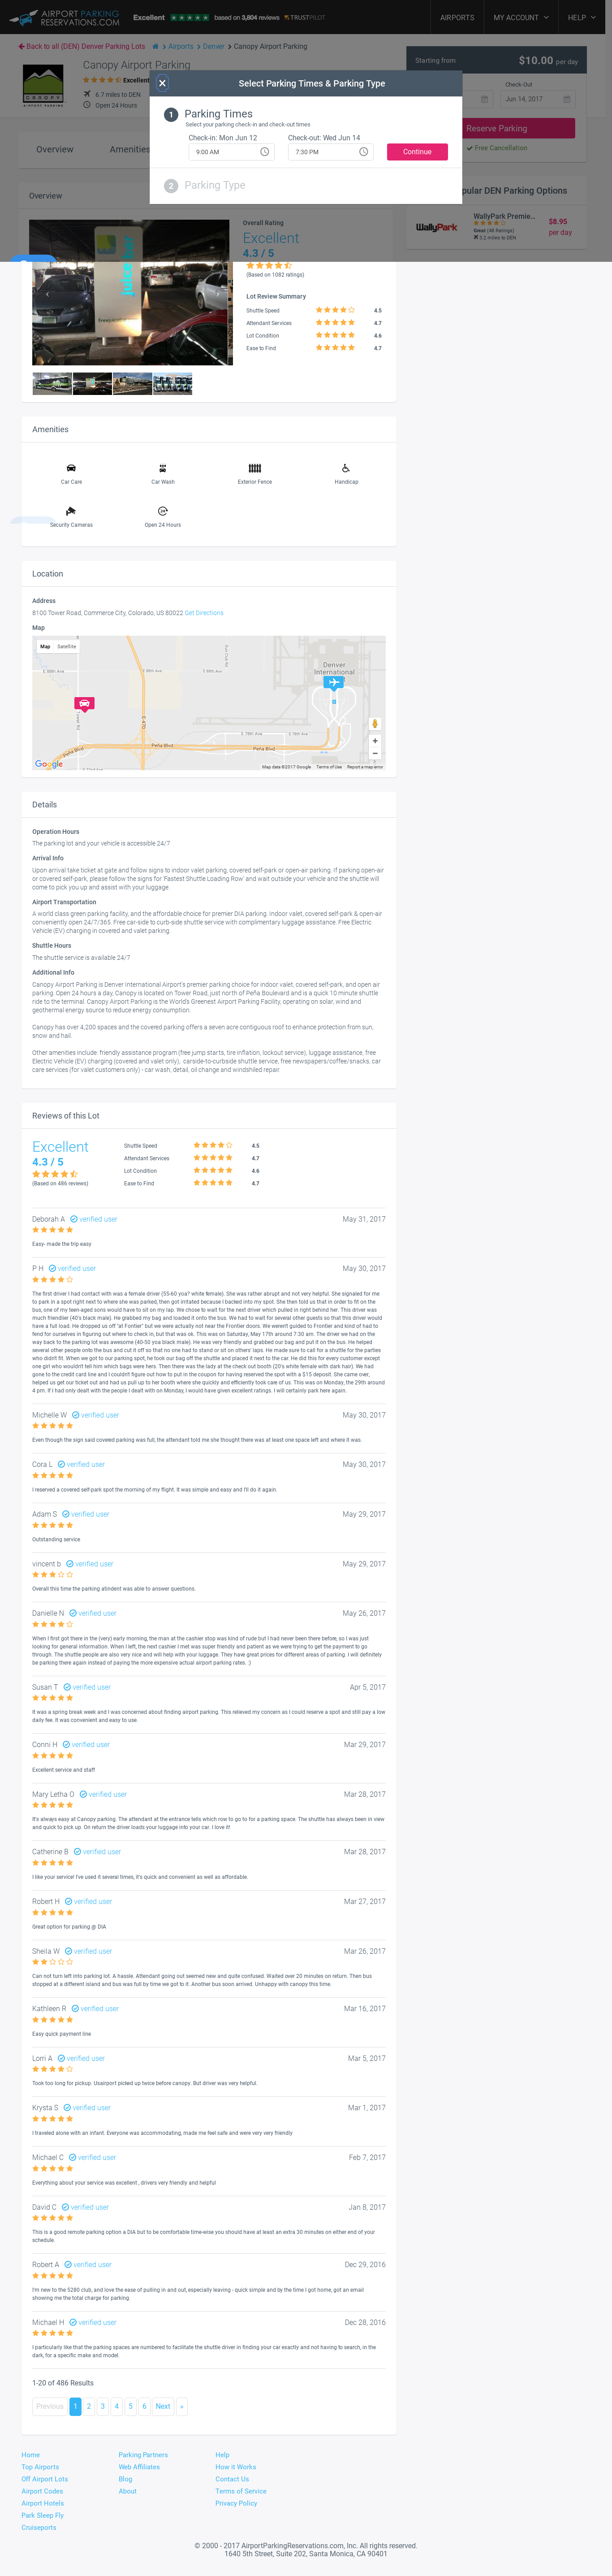 AIRPORT PARKING
RESERVATIONS.COM
Excellent based on 3,804 reviews TRUSTPILOT
AIRPORTS MY ACCOUNT HELP
Back to all (DEN) Denver Parking Lots Airports Denver Canopy Airport Parking
Canopy Airport Parking
Excellent
6.7 miles to DEN
Open 24 Hours
Starting from $10.00 per day
Check-Out
Jun 14, 2017
Reserve Parking
Free Cancellation
Select Parking Times & Parking Type
1 Parking Times
Select your parking check-in and check-out times
Check-in: Mon Jun 12 Check-out: Wed Jun 14
9:00 AM 7:30 PM Continue
2 Parking Type
Overview Amenities
pular DEN Parking Options
WallyPark
WallyPark Premie...
Great (48 Ratings)
3.2 miles to DEN
$8.95
per day
Overview
Overall Rating
Excellent
4.3 / 5
(Based on 1082 ratings)
Lot Review Summary
Shuttle Speed 4.5
Attendant Services 4.7
Lot Condition 4.6
Ease to Find 4.7
Amenities
Car Care Car Wash Exterior Fence Handicap
Security Cameras Open 24 Hours
Location
Address
8100 Tower Road, Commerce City, Colorado, US 80022 Get Directions
Map
Map Satellite
Denver
International
Peña Blvd
Google
Map data ©2017 Google Terms of Use Report a map error
Details
Operation Hours
The parking lot and your vehicle is accessible 24/7
Arrival Info
Upon arrival take ticket at gate and follow signs to indoor valet parking, covered self-park or open-air parking. If parking open-air
or covered self-park, please follow the signs for 'Fastest Shuttle Loading Row' and wait outside your vehicle and the shuttle will
come to pick you up and assist with your luggage.
Airport Transportation
A world class green parking facility, and the affordable choice for premier DIA parking. Indoor valet, covered self-park & open-air
conveniently open 24/7/365. Free car-side to curb-side shuttle service with complimentary luggage assistance. Free Electric
Vehicle (EV) charging in covered and valet parking.
Shuttle Hours
The shuttle service is available 24/7
Additional Info
Canopy Airport Parking is Denver International Airport's premier parking choice for indoor valet, covered self-park, and open air
parking. Open 24 hours a day, Canopy is located on Tower Road, just north of Peña Boulevard and is a quick 10 minute shuttle
ride to the terminal. Canopy Airport Parking is the World's Greenest Airport Parking Facility, operating on solar, wind and
geothermal energy source to reduce energy consumption.
Canopy has over 4,200 spaces and the covered parking offers a seven acre contiguous roof to enhance protection from sun,
snow and hail.
Other amenities include: friendly assistance program (free jump starts, tire inflation, lockout service), luggage assistance, free
Electric Vehicle (EV) charging (covered and valet only), carside-to-curbside shuttle service, free newspapers/coffee/snacks, car
care services (for valet customers only) - car wash, detail, oil change and windshiled repair.
Reviews of this Lot
Excellent
4.3 / 5
(Based on 486 reviews)
Shuttle Speed 4.5
Attendant Services 4.7
Lot Condition 4.6
Ease to Find 4.7
Deborah A verified user May 31, 2017
Easy- made the trip easy
P H verified user May 30, 2017
The first driver I had contact with was a female driver (55-60 yoa? white female). She was rather abrupt and not very helpful. She signaled for me
to park in a spot right next to where she was parked, then got irritated because I backed into my spot. She then told us that in order to fit on the
bus, one of my teen-aged sons would have to sit on my lap. We chose to wait for the next driver which pulled in right behind her. This driver was
much friendlier (40's black male). He grabbed my bag and loaded it onto the bus. We had to wait for several other guests so that this driver would
have a full load. He dropped us off "at Fontier" but we were actually not near the Frontier doors. We weren't guided to Frontier and kind of had to
fend for ourselves in figuring out where to check in, but that was ok. This was on Saturday, May 17th around 7:30 am. The driver we had on the
way back to the parking lot was awesome (40-50 yoa black male). He was very friendly and grabbed our bag and put it on the bus. He helped
several other people onto the bus and cut it off so that no one had to stand or sit on others' laps. He made sure to call for a shuttle for the parties
who didn't fit. When we got to our parking spot, he took our bag off the shuttle and placed it next to the car. He did this for every customer except
one girl who wouldn't tell him which bags were hers. Then there was the lady at the check out booth (20's white female with dark hair). We had
gone to the credit card line and I couldn't figure out how to put in the coupon for having reserved the spot with a $15 deposit. She came over,
helped us get our ticket out and had us pull up to her booth where she quickly and efficiently took care of us. This was on Monday, the 29th around
4 pm. If I had only dealt with the people I dealt with on Monday, I would have given excellent ratings. I will certainly park here again.
Michelle W verified user May 30, 2017
Even though the sign said covered parking was full, the attendant told me she thought there was at least one space left and where it was.
Cora L verified user May 30, 2017
I reserved a covered self-park spot the morning of my flight. It was simple and easy and I'll do it again.
Adam S verified user May 29, 2017
Outstanding service
vincent b verified user May 29, 2017
Overall this time the parking atindent was able to answer questions.
Danielle N verified user May 26, 2017
When I first got there in the (very) early morning, the man at the cashier stop was kind of rude but I had never been there before, so I was just
looking for general information. When I left, the next cashier I met was super friendly and patient as we were trying to get the payment to go
through. The shuttle people are also very nice and will help with your luggage. They have great prices for different areas of parking. I will definitely
be parking there again instead of paying the more expensive actual airport parking rates. :)
Susan T verified user Apr 5, 2017
It was a spring break week and I was concerned about finding airport parking. This relieved my concern as I could reserve a spot and still pay a low
daily fee. It was convenient and easy to use.
Conni H verified user Mar 29, 2017
Excellent service and staff
Mary Letha O verified user Mar 28, 2017
It's always easy at Canopy parking. The attendant at the entrance tells which row to go to for a parking space. The shuttle has always been in view
and quick to pick up. On return the driver loads your luggage into your car. I love it!
Catherine B verified user Mar 28, 2017
I like your service! I've used it several times, it's quick and convenient as well as affordable.
Robert H verified user Mar 27, 2017
Great option for parking @ DIA
Sheila W verified user Mar 26, 2017
Can not turn left into parking lot. A hassle. Attendant going out seemed new and quite confused. Waited over 20 minutes on return. Then bus
stopped at a different island and bus was full by time we got to it. Another bus soon arrived. Unhappy with canopy this time.
Kathleen R verified user Mar 16, 2017
Easy quick payment line
Lorri A. verified user Mar 5, 2017
Took too long for pickup. Usairport picked up twice before canopy. But driver was very helpful.
Krysta S verified user Mar 1, 2017
I traveled alone with an infant. Everyone was accommodating, made me feel safe and were very very friendly
Michael C verified user Feb 7, 2017
Everything about your service was excellent , drivers very friendly and helpful
David C verified user Jan 8, 2017
This is a good remote parking option a DIA but to be comfortable time-wise you should have at least an extra 30 minutes on either end of your
schedule.
Robert A verified user Dec 29, 2016
I'm new to the 5280 club, and love the ease of pulling in and out, especially leaving - quick simple and by the time I got home, got an email
showing me the total charge for parking.
Michael H verified user Dec 28, 2016
I particularly like that the parking spaces are numbered to facilitate the shuttle driver in finding your car exactly and not having to search, in the
dark, for a specific make and model.
1-20 of 486 Results
Previous 1 2 3 4 5 6 Next »
Home Parking Partners Help
Top Airports Web Affiliates How it Works
Off Airport Lots Blog Contact Us
Airport Codes About Terms of Service
Airport Hotels Privacy Policy
Park Sleep Fly
Cruiseports
© 2000 - 2017 AirportParkingReservations.com, Inc. All rights reserved.
1640 5th Street, Suite 202, Santa Monica, CA 90401